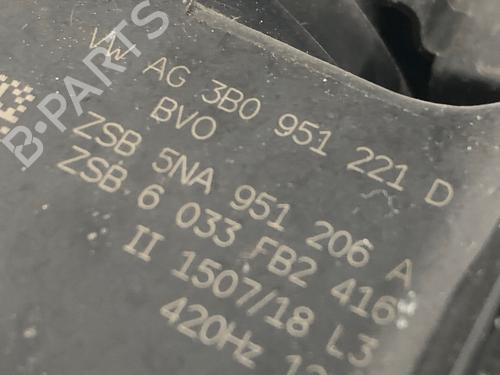 B-PARTS
VW AG 3B0 951 221 D
BVO
ZSB 5NA 951 206 A
ZSB 6 033 FB2 416
II 1507/18 L3
420Hz